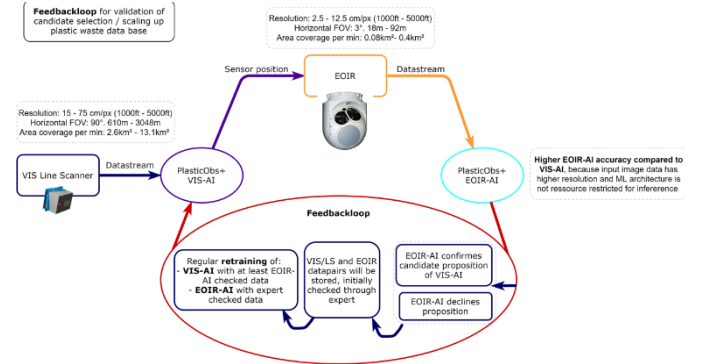 Feedbackloop for validation of
candidate selection / scaling up
plastic waste data base
Resolution: 2.5 - 12.5 cm/px (1000ft - 5000ft)
Horizontal FOV: 3°. 18m - 92m
Area coverage per min: 0.08km²- 0.4km²
Sensor position
EOIR
Datastream
Resolution: 15 - 75 cm/px (1000ft - 5000ft)
Horizontal FOV: 90°. 610m - 3048m
Area coverage per min: 2.6km² - 13.1km²
VIS Line Scanner
Datastream
PlasticObs+
VIS-AI
PlasticObs+
EOIR-AI
Higher EOIR-AI accuracy compared to
VIS-AI, because input image data has
higher resolution and ML architecture is
not ressource restricted for infererence
Feedbackloop
Regular retraining of:
- VIS-AI with at least EOIR-
AI checked data
- EOIR-AI with expert
checked data
VIS/LS and EOIR
datapairs will be
stored, initially
checked through
expert
EOIR-AI confirmes
candidate proposition
of VIS-AI
EOIR-AI declines
proposition